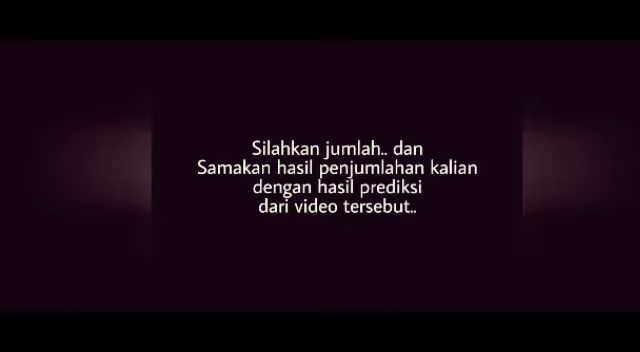 Silahkan jumlah.. dan
Samakan hasil penjumlahan kalian
dengan hasil prediksi
dari video tersebut..